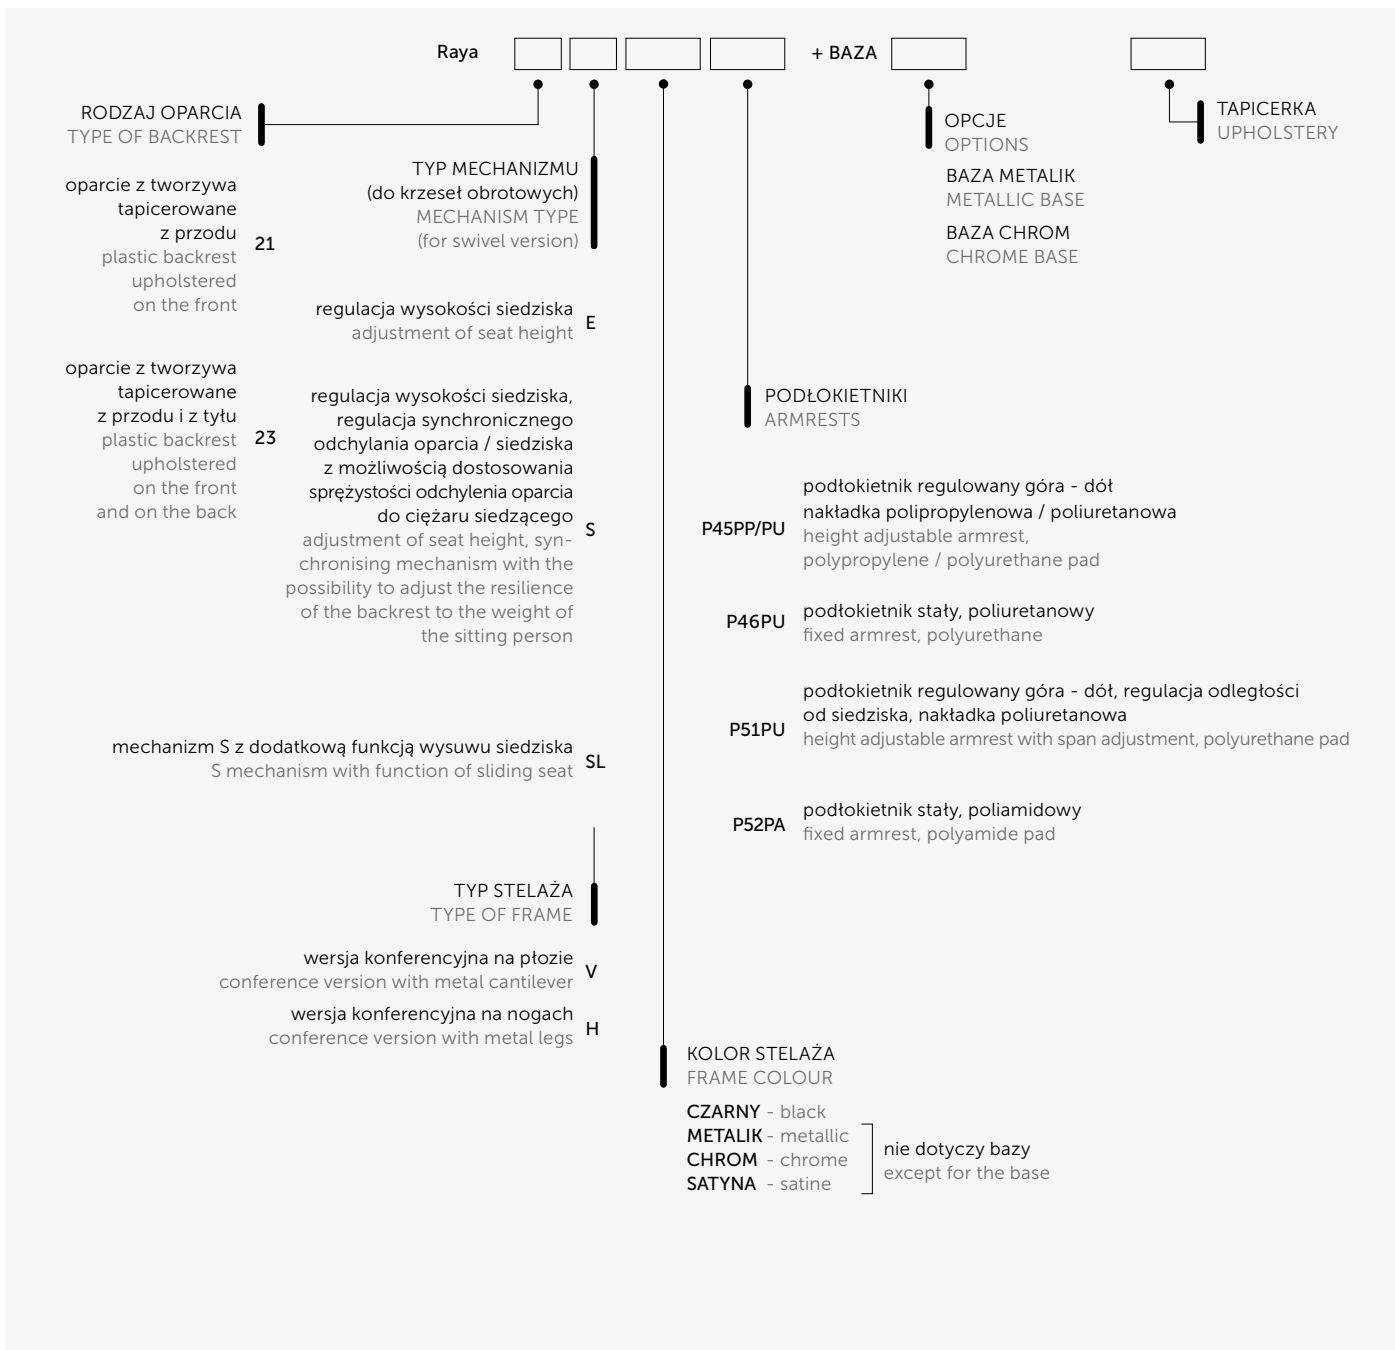 Raya
+ BAZA
RODZAJ OPARCIA
TYPE OF BACKREST
oparcie z tworzywa
tapicerowane
z przodu
plastic backrest
upholstered
on the front
21
oparcie z tworzywa
tapicerowane
z przodu i z tyłu
plastic backrest
upholstered
on the front
and on the back
23
TYP MECHANIZMU
(do krzeseł obrotowych)
MECHANISM TYPE
(for swivel version)
regulacja wysokości siedziska
adjustment of seat height
E
regulacja wysokości siedziska,
regulacja synchronicznego
odchylania oparcia / siedziska
z możliwością dostosowania
sprężystości odchylenia oparcia
do ciężaru siedzącego
adjustment of seat height, syn-
chronising mechanism with the
possibility to adjust the resilience
of the backrest to the weight of
the sitting person
S
mechanizm S z dodatkową funkcją wysuwu siedziska
S mechanism with function of sliding seat
SL
TYP STELAŻA
TYPE OF FRAME
wersja konferencyjna na płozie
conference version with metal cantilever
V
wersja konferencyjna na nogach
conference version with metal legs
H
KOLOR STELAŻA
FRAME COLOUR
CZARNY - black
METALIK - metallic
CHROM - chrome
SATYNA - satine
nie dotyczy bazy
except for the base
PODŁOKIETNIKI
ARMRESTS
P45PP/PU
podłokietnik regulowany góra - dół
nakładka polipropylenowa / poliuretanowa
height adjustable armrest,
polypropylene / polyurethane pad
P46PU
podłokietnik stały, poliuretanowy
fixed armrest, polyurethane
P51PU
podłokietnik regulowany góra - dół, regulacja odległości
od siedziska, nakładka poliuretanowa
height adjustable armrest with span adjustment, polyurethane pad
P52PA
podłokietnik stały, poliamidowy
fixed armrest, polyamide pad
OPCJE
OPTIONS
BAZA METALIK
METALLIC BASE
BAZA CHROM
CHROME BASE
TAPICERKA
UPHOLSTERY